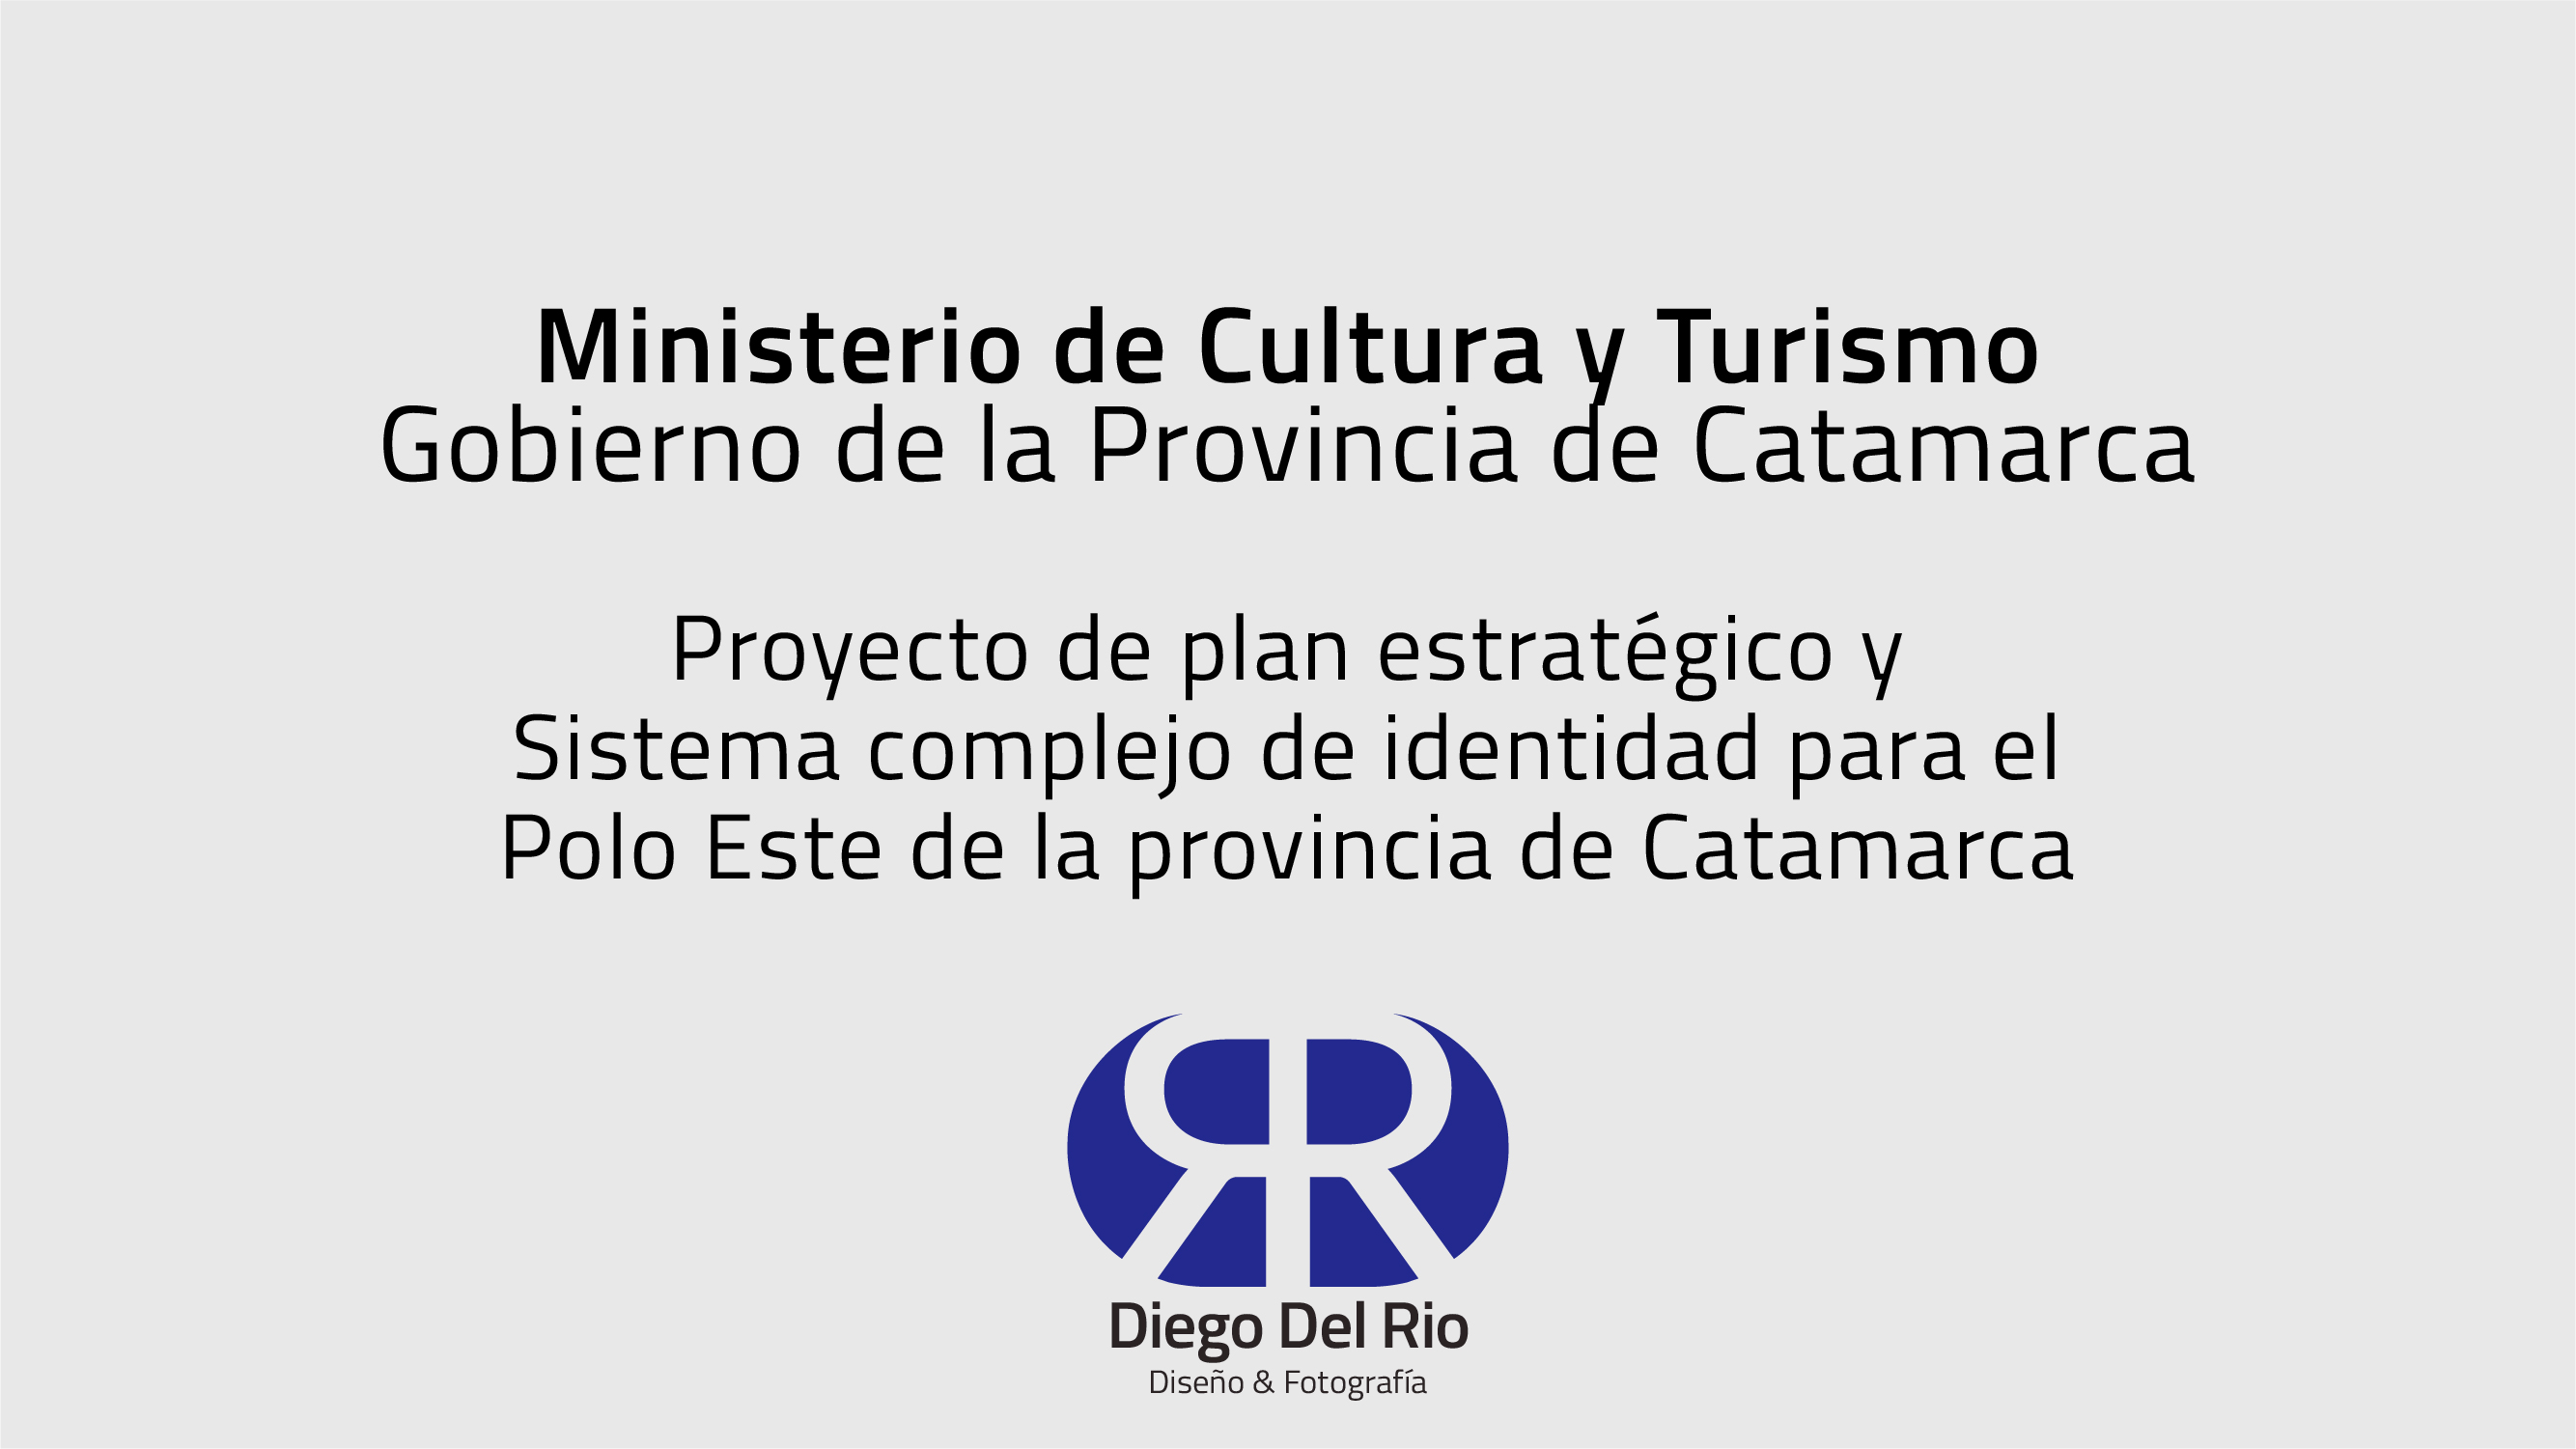 Ministerio de Cultura y Turismo
Gobierno de la Provincia de Catamarca
Proyecto de plan estratégico y
Sistema complejo de identidad para el
Polo Este de la provincia de Catamarca
Diego Del Rio
Diseño & Fotografía